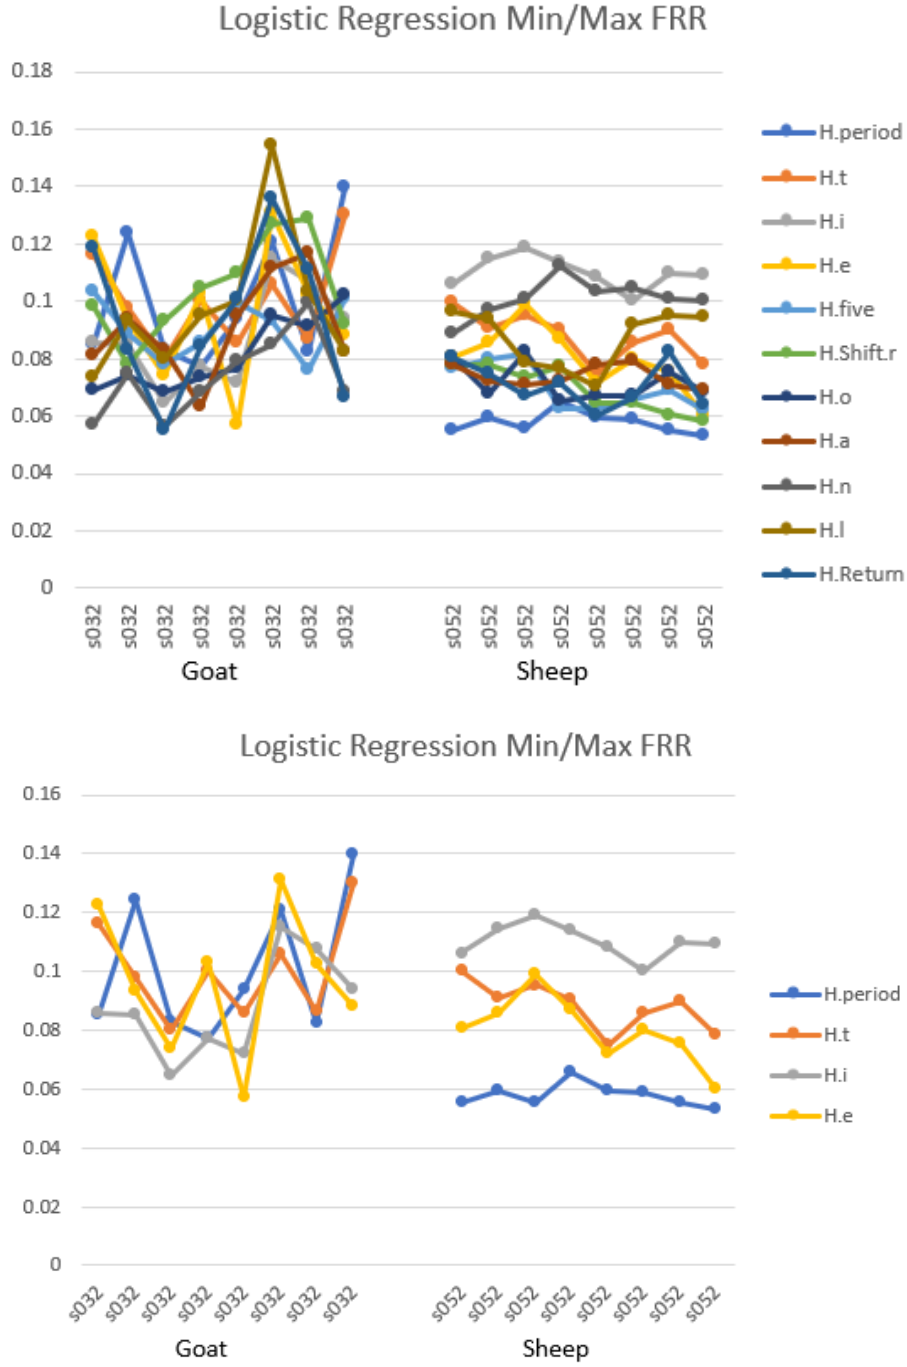 Logistic Regression Min/Max FRR
0.18
0.16
0.14
0.12
0.1
0.08
0.06
0.04
0.02
0
H.period
H.t
H.i
H.e
H.five
H.Shift.r
H.o
H.a
H.n
H.l
H.Return
s032 s032 s032 s032 s032 s032 s032 s032 s052 s052 s052 s052 s052 s052 s052 s052
Goat Sheep
Logistic Regression Min/Max FRR
0.16
0.14
0.12
0.1
0.08
0.06
0.04
0.02
0
H.period
H.t
H.i
H.e
s032 s032 s032 s032 s032 s032 s032 s032 s052 s052 s052 s052 s052 s052 s052 s052
Goat Sheep